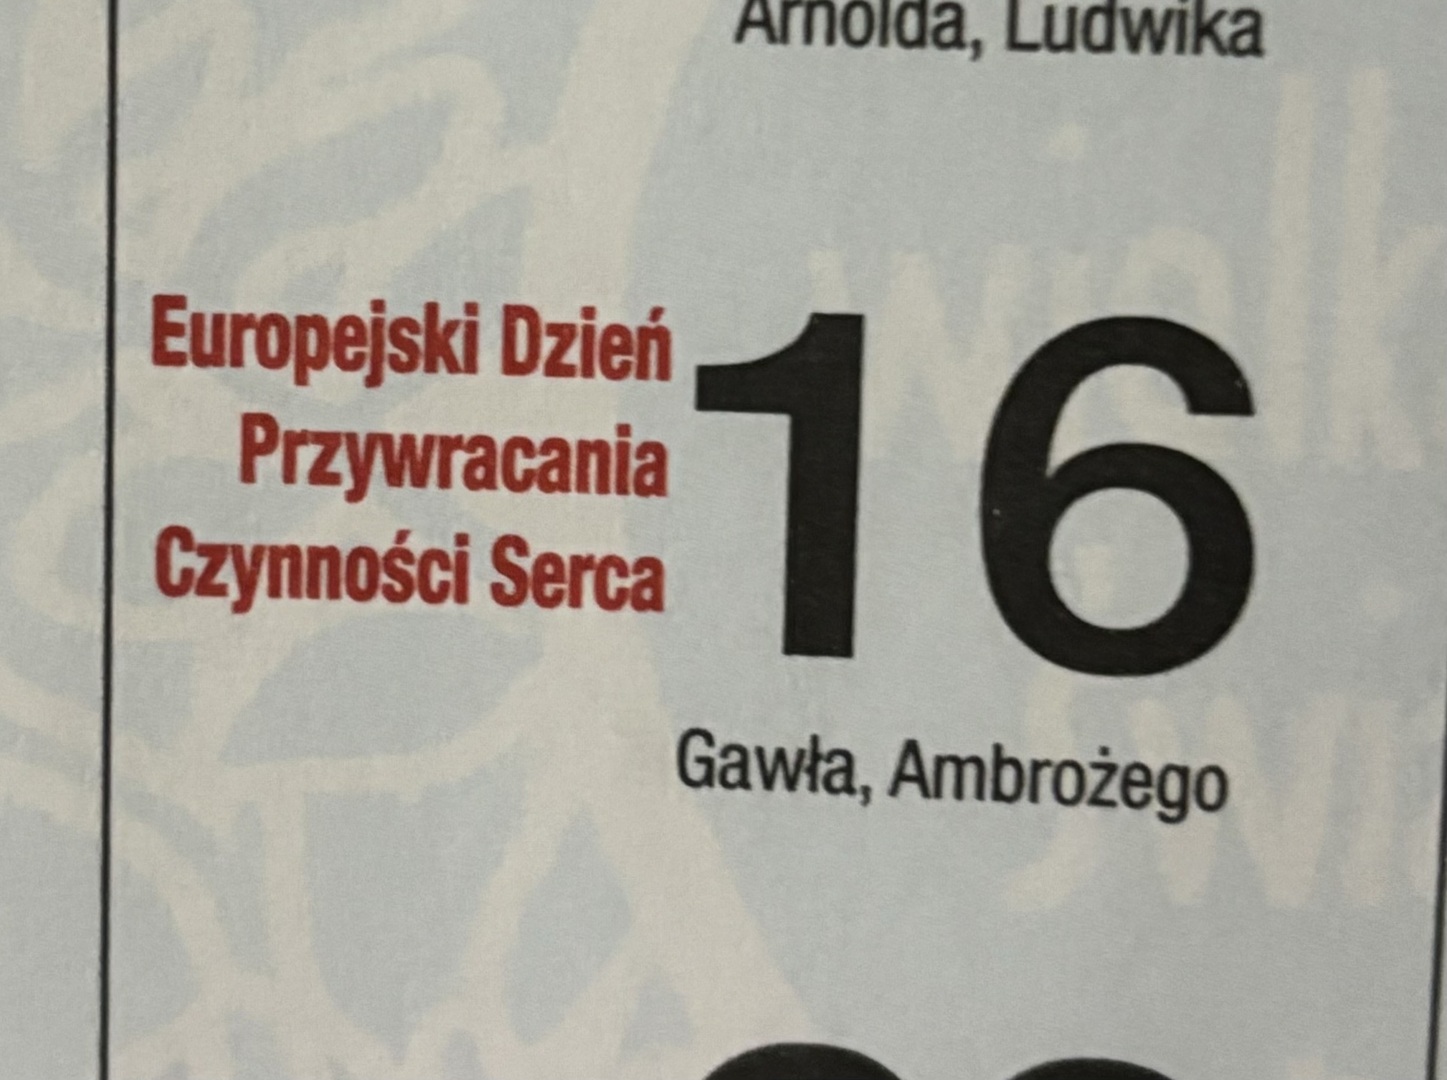 Arnolda, Ludwika
Europejski Dzień
Przywracania
Czynności Serca
16
Gawła, Ambrożego